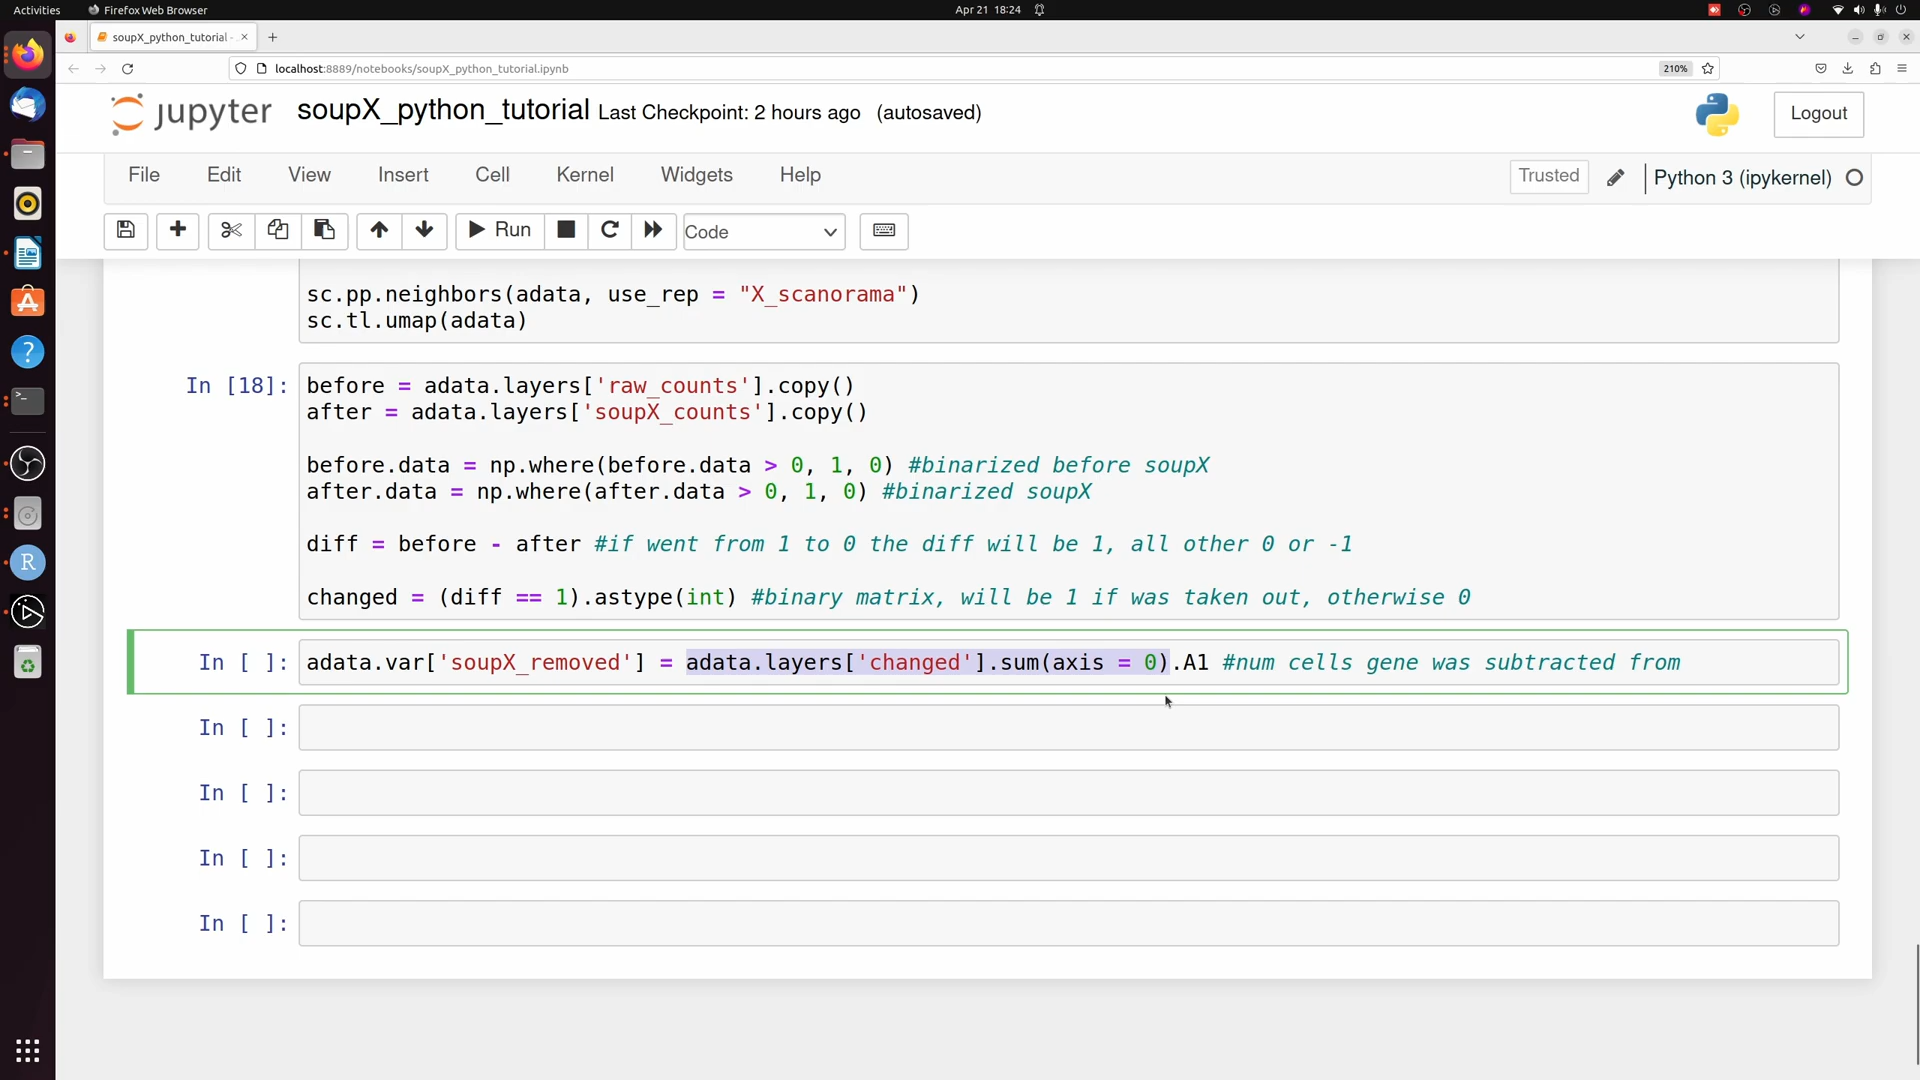 Activities
Firefox Web Browser
Apr 21 18:24
soupX_python_tutorial -
localhost:8889/notebooks/soupX_python_tutorial.ipynb
210%
jupyter soupX_python_tutorial Last Checkpoint: 2 hours ago (autosaved)
Logout
File Edit View Insert Cell Kernel Widgets Help
Trusted
Python 3 (ipykernel)
Run
Code
sc.pp.neighbors(adata, use_rep = "X_scanorama")
sc.tl.umap(adata)
In [18]: before = adata.layers['raw_counts'].copy()
after = adata.layers['soupX_counts'].copy()
before.data = np.where(before.data > 0, 1, 0) #binarized before soupX
after.data = np.where(after.data > 0, 1, 0) #binarized soupX
diff = before - after #if went from 1 to 0 the diff will be 1, all other 0 or -1
changed = (diff == 1).astype(int) #binary matrix, will be 1 if was taken out, otherwise 0
In [ ]: adata.var['soupX_removed'] = adata.layers['changed'].sum(axis = 0).A1 #num cells gene was subtracted from
In [ ]:
In [ ]:
In [ ]:
In [ ]: